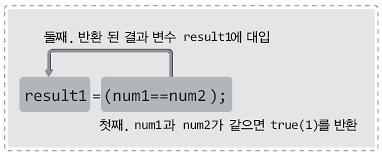 둘째. 반환 된 결과 변수 result1에 대입
result1 =(num1==num2 );
첫째. num1과 num2가 같으면 true(1)를 반환